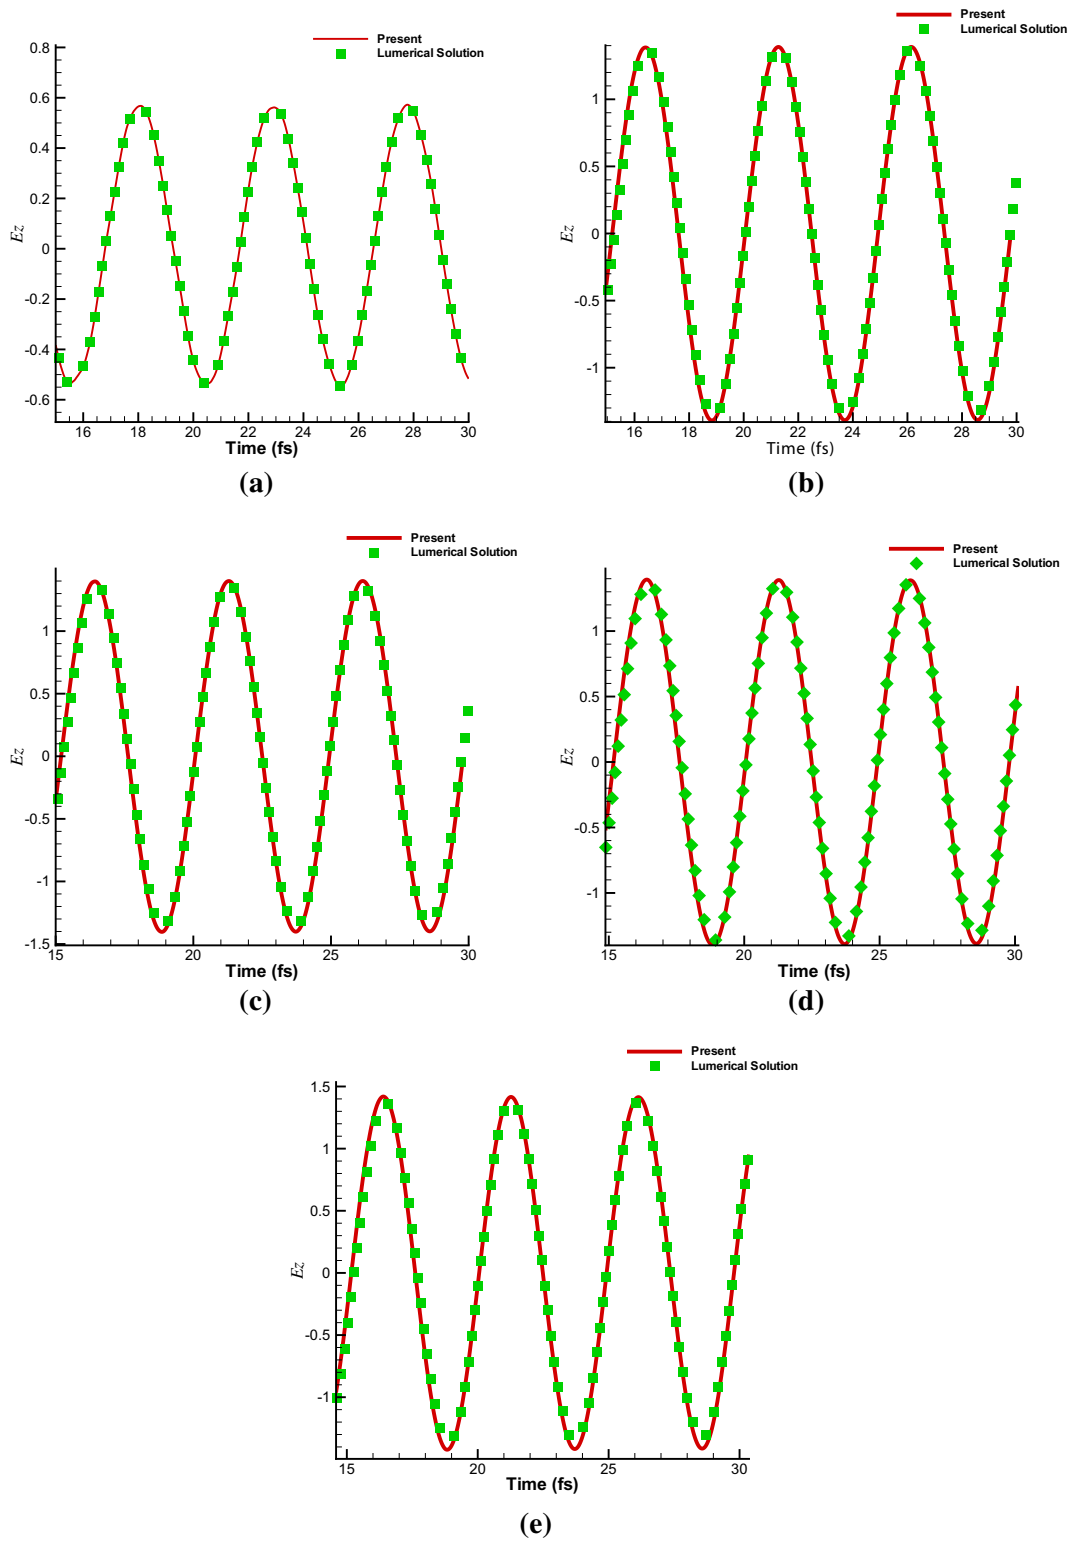 Present
Lumerical Solution
0.8
0.6
0.4
0.2
0
-0.2
-0.4
-0.6
Ez
16 18 20 22 24 26 28 30
Time (fs)
(a)
Present
Lumerical Solution
1
0.5
0
-0.5
-1
Ez
16 18 20 22 24 26 28 30
Time (fs)
(b)
Present
Lumerical Solution
1
0.5
0
-0.5
-1
-1.5
Ez
15 20 25 30
Time (fs)
(c)
Present
Lumerical Solution
1
0.5
0
-0.5
-1
Ez
15 20 25 30
Time (fs)
(d)
Present
Lumerical Solution
1.5
1
0.5
0
-0.5
-1
Ez
15 20 25 30
Time (fs)
(e)